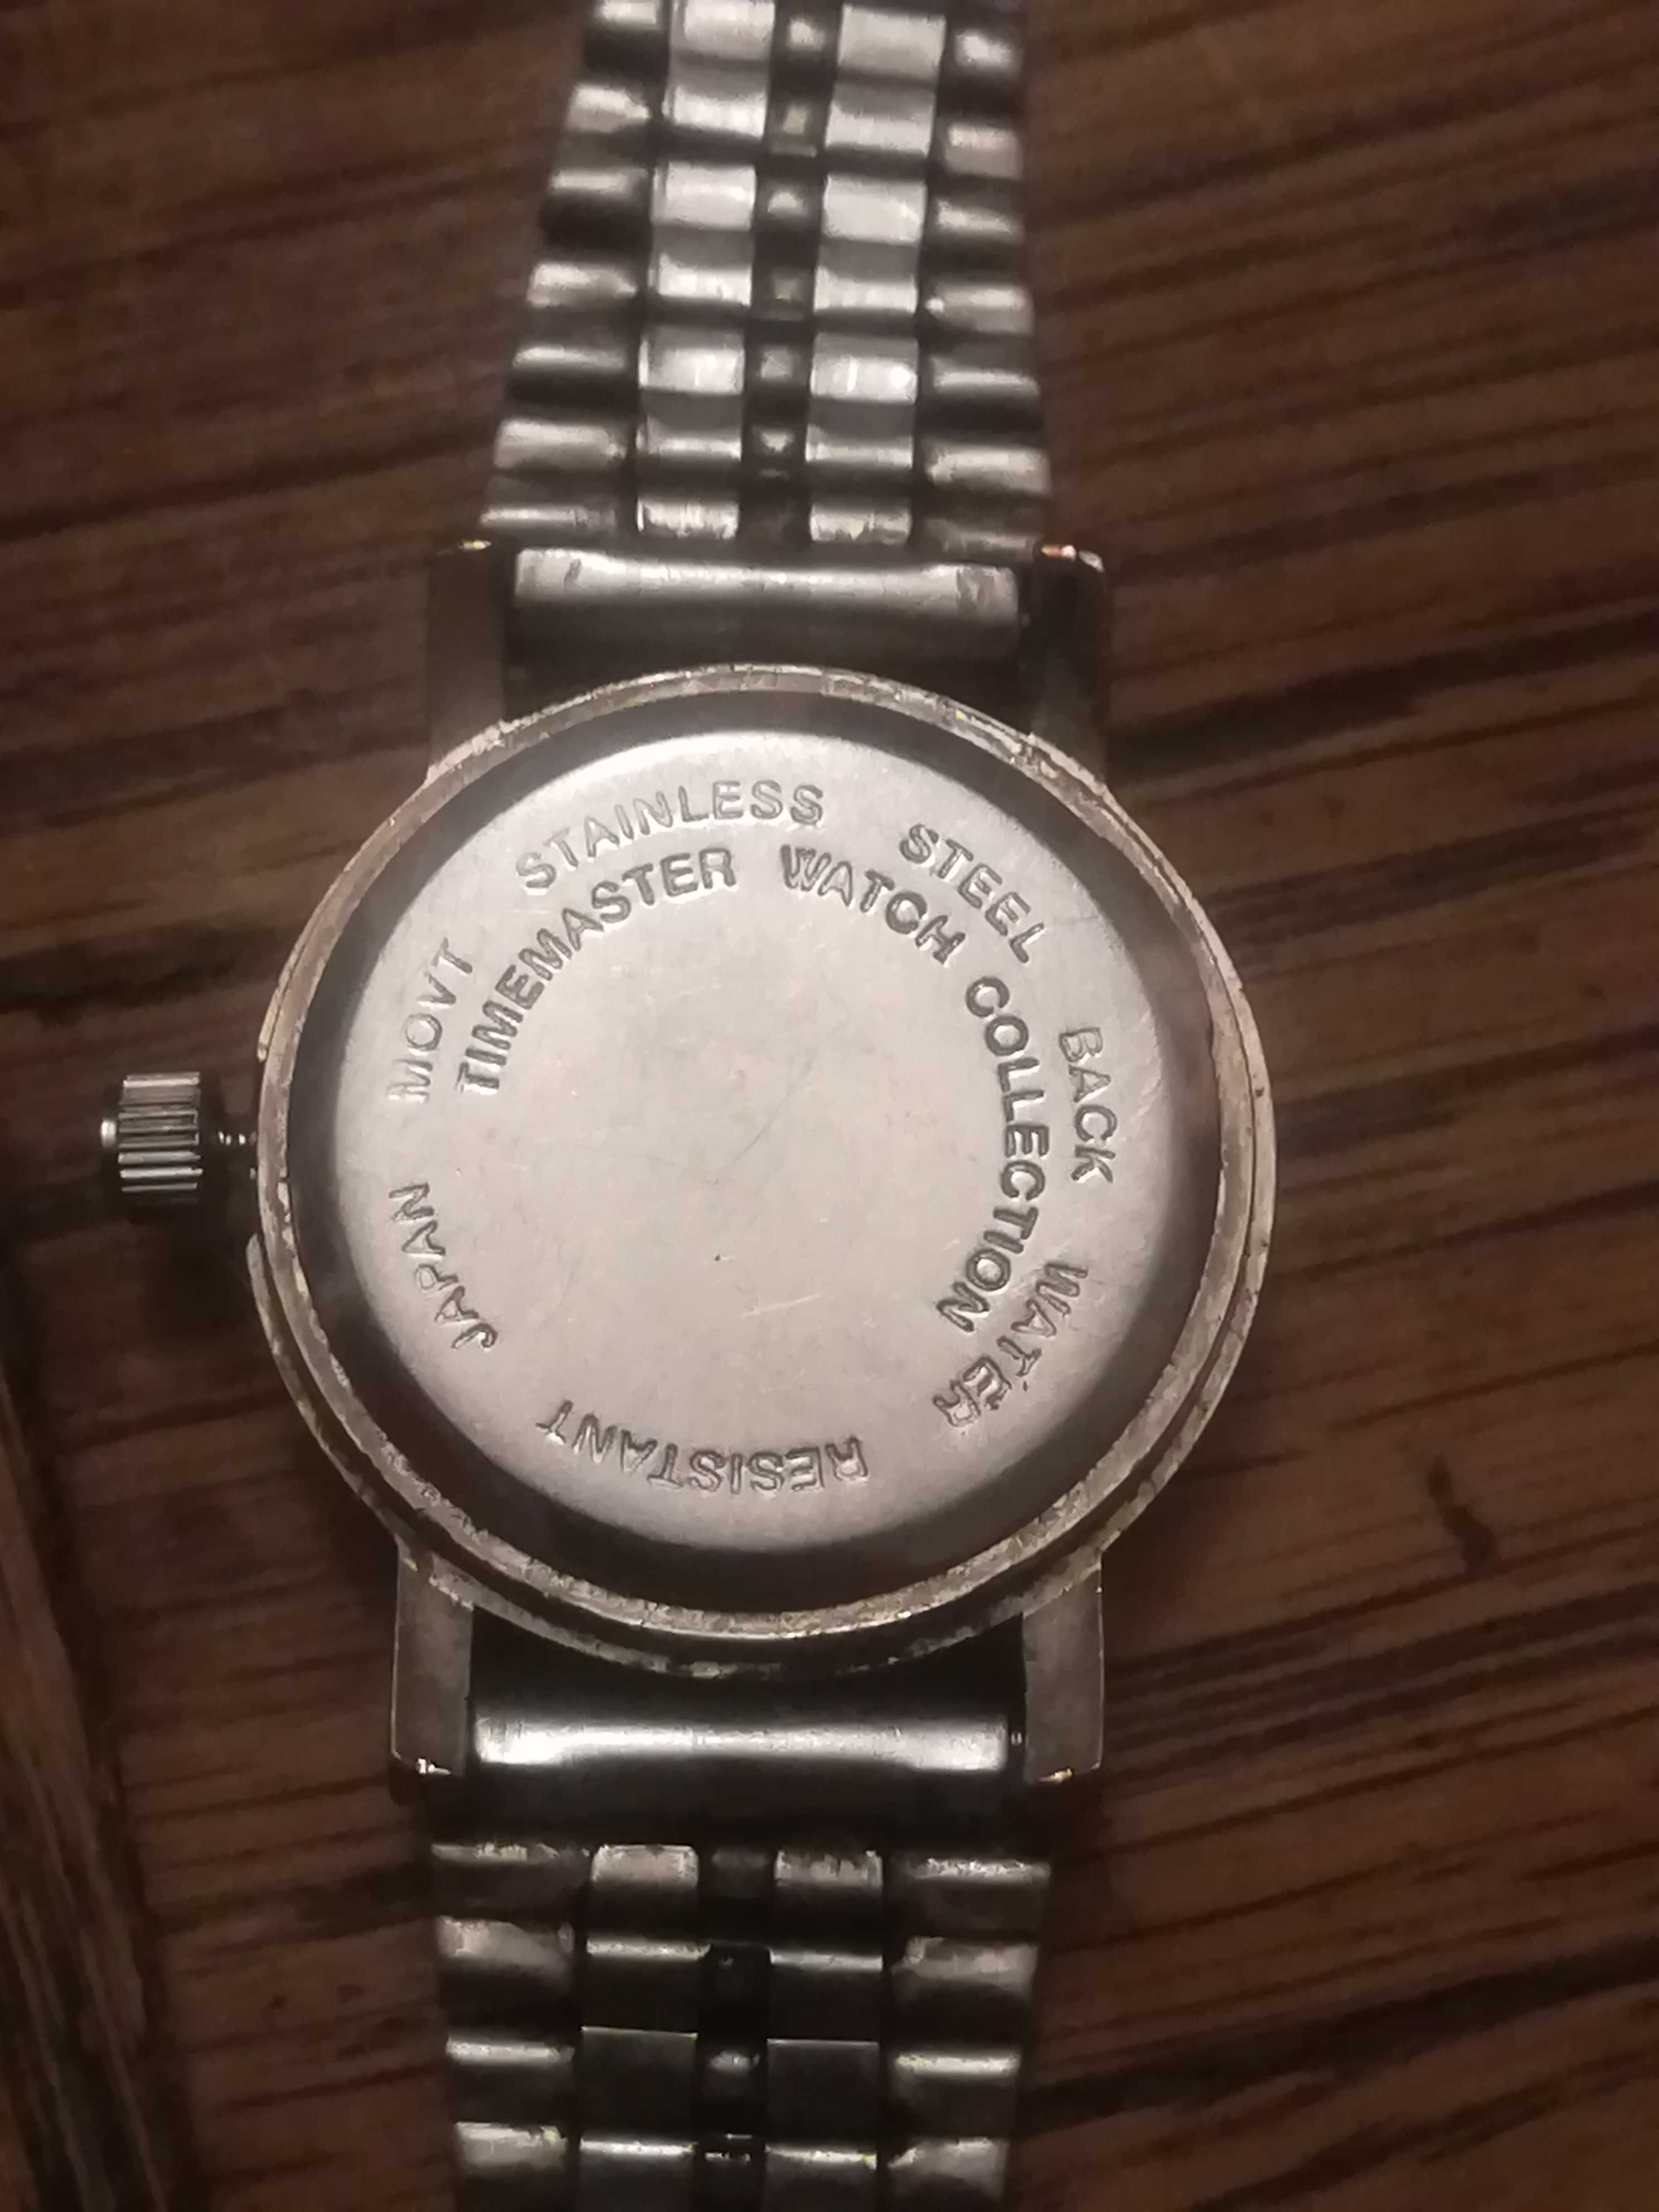 STAINLESS STEEL BACK WATER RESISTANT JAPAN MOVT
TIMEMASTER WATCH COLLECTION